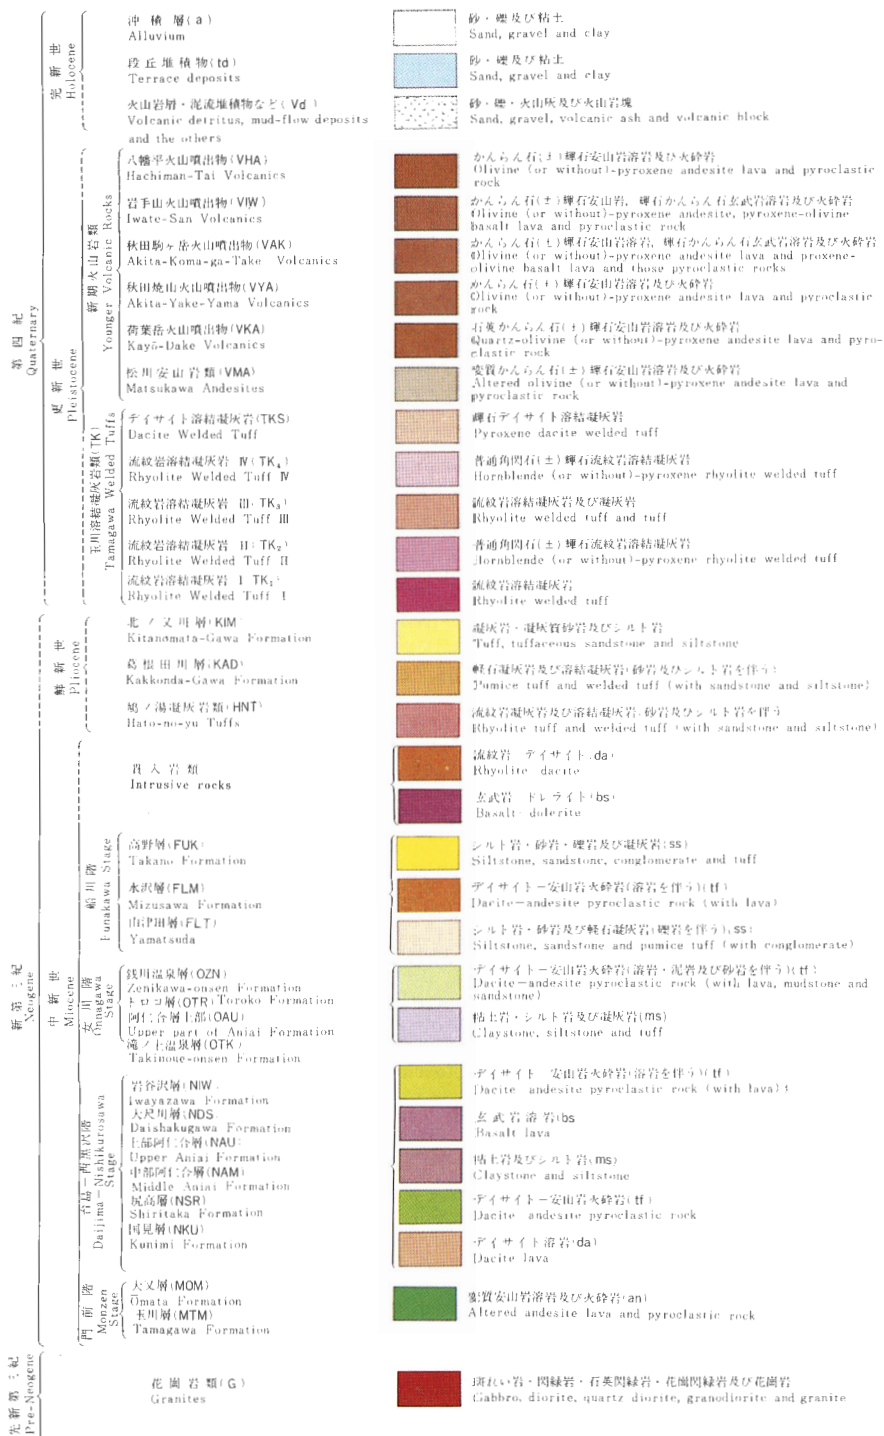 沖積層(a)
Alluvium
砂・礫及び粘土
Sand, gravel and clay
段丘堆積物(td)
Terrace deposits
砂・礫及び粘土
Sand, gravel and clay
火山岩屑・泥流堆積物など(Vd)
Volcanic detritus, mud-flow deposits
and the others
砂・礫・火山灰及び火山岩塊
Sand, gravel, volcanic ash and volcanic block
完新世
Holocene
八幡平火山噴出物(VHA)
Hachiman-Tai Volcanics
かんらん石(±)輝石安山岩溶岩及び火砕岩
Olivine (or without)-pyroxene andesite lava and pyroclastic
rock
岩手山火山噴出物(VIW)
Iwate-San Volcanics
かんらん石(±)輝石安山岩, 輝石かんらん石玄武岩溶岩及び火砕岩
Olivine (or without)-pyroxene andesite, pyroxene-olivine
basalt lava and pyroclastic rock
秋田駒ヶ岳火山噴出物(VAK)
Akita-Koma-ga-Take Volcanics
かんらん石(±)輝石安山岩溶岩, 輝石かんらん石玄武岩溶岩及び火砕岩
Olivine (or without)-pyroxene andesite lava and proxene-
olivine basalt lava and those pyroclastic rocks
秋田焼山火山噴出物(VYA)
Akita-Yake-Yama Volcanics
かんらん石(±)輝石安山岩溶岩及び火砕岩
Olivine (or without)-pyroxene andesite lava and pyroclastic
rock
荷葉岳火山噴出物(VKA)
Kayō-Dake Volcanics
石英かんらん石(±)輝石安山岩溶岩及び火砕岩
Quartz-olivine (or without)-pyroxene andesite lava and pyro-
clastic rock
松川安山岩類(VMA)
Matsukawa Andesites
変質かんらん石(±)輝石安山岩溶岩及び火砕岩
Altered olivine (or without)-pyroxene andesite lava and
pyroclastic rock
新期火山岩類
Younger Volcanic Rocks
デイサイト溶結凝灰岩(TKS)
Dacite Welded Tuff
輝石デイサイト溶結凝灰岩
Pyroxene dacite welded tuff
流紋岩溶結凝灰岩 Ⅳ(TK4)
Rhyolite Welded Tuff Ⅳ
普通角閃石(±)輝石流紋岩溶結凝灰岩
Hornblende (or without)-pyroxene rhyolite welded tuff
流紋岩溶結凝灰岩 Ⅲ(TK3)
Rhyolite Welded Tuff Ⅲ
流紋岩溶結凝灰岩及び凝灰岩
Rhyolite welded tuff and tuff
流紋岩溶結凝灰岩 Ⅱ(TK2)
Rhyolite Welded Tuff Ⅱ
普通角閃石(±)輝石流紋岩溶結凝灰岩
Hornblende (or without)-pyroxene rhyolite welded tuff
流紋岩溶結凝灰岩 Ⅰ(TK1)
Rhyolite Welded Tuff Ⅰ
流紋岩溶結凝灰岩
Rhyolite welded tuff
玉川溶結凝灰岩類(TK)
Tamagawa Welded Tuffs
更新世
Pleistocene
第四紀
Quaternary
北ノ又川層(KIM)
Kitanomata-Gawa Formation
凝灰岩・凝灰質砂岩及びシルト岩
Tuff, tuffaceous sandstone and siltstone
葛根田川層(KAD)
Kakkonda-Gawa Formation
軽石凝灰岩及び溶結凝灰岩(砂岩及びシルト岩を伴う)
Pumice tuff and welded tuff (with sandstone and siltstone)
鳩ノ湯凝灰岩類(HNT)
Hato-no-yu Tuffs
流紋岩凝灰岩及び溶結凝灰岩(砂岩及びシルト岩を伴う)
Rhyolite tuff and welded tuff (with sandstone and siltstone)
鮮新世
Pliocene
貫入岩類
Intrusive rocks
流紋岩 デイサイト(da)
Rhyolite dacite
玄武岩 ドレライト(bs)
Basalt dolerite
高野層(FUK)
Takano Formation
シルト岩・砂岩・礫岩及び凝灰岩(ss)
Siltstone, sandstone, conglomerate and tuff
水沢層(FLM)
Mizusawa Formation
デイサイト－安山岩火砕岩(溶岩を伴う)(tf)
Dacite－andesite pyroclastic rock (with lava)
山津田層(FLT)
Yamatsuda
シルト岩・砂岩及び軽石凝灰岩(礫岩を伴う)(ss)
Siltstone, sandstone and pumice tuff (with conglomerate)
船川階
Funakawa Stage
銭川温泉層(OZN)
Zenikawa-onsen Formation
トロコ層(OTR) Toroko Formation
阿仁合層上部(OAU)
Upper part of Aniai Formation
滝ノ上温泉層(OTK)
Takinoue-onsen Formation
デイサイト－安山岩火砕岩(溶岩・泥岩及び砂岩を伴う)(tf)
Dacite－andesite pyroclastic rock (with lava, mudstone and
sandstone)
粘土岩・シルト岩及び凝灰岩(ms)
Claystone, siltstone and tuff
女川階
Onnagawa Stage
岩谷沢層(NIW)
Iwayazawa Formation
大尺川層(NDS)
Daishakugawa Formation
上部阿仁合層(NAU)
Upper Aniai Formation
中部阿仁合層(NAM)
Middle Aniai Formation
尻高層(NSR)
Shiritaka Formation
国見層(NKU)
Kunimi Formation
デイサイト 安山岩火砕岩(溶岩を伴う)(tf)
Dacite andesite pyroclastic rock (with lava)
玄武岩溶岩(bs)
Basalt lava
粘土岩及びシルト岩(ms)
Claystone and siltstone
デイサイト－安山岩火砕岩(tf)
Dacite andesite pyroclastic rock
デイサイト溶岩(da)
Dacite lava
台島－西黒沢階
Daijima－Nishikurosawa
Stage
大又層(MOM)
Ōmata Formation
玉川層(MTM)
Tamagawa Formation
変質安山岩溶岩及び火砕岩(an)
Altered andesite lava and pyroclastic rock
門前階
Monzen
Stage
中新世
Miocene
新第三紀
Neogene
花崗岩類(G)
Granites
斑れい岩・閃緑岩・石英閃緑岩・花崗閃緑岩及び花崗岩
Gabbro, diorite, quartz diorite, granodiorite and granite
先新第三紀
Pre-Neogene